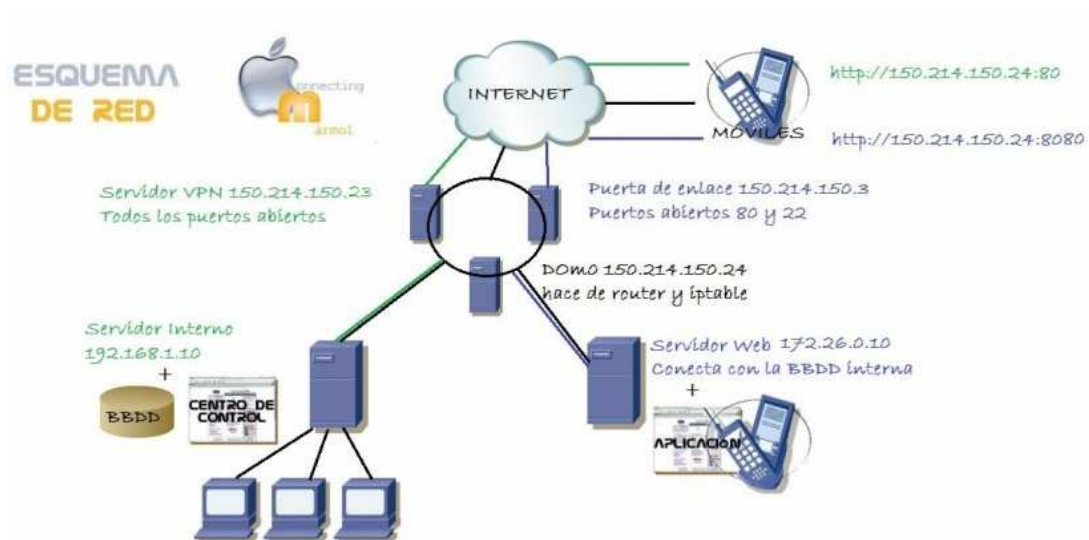 ESQUEMA
DE RED
onnecting
m
armol
INTERNET
MOVILES
http://150.214.150.24:80
http://150.214.150.24:8080
Servidor VPN 150.214.150.23
Todos los puertos abiertos
Puerta de enlace 150.214.150.3
Puertos abiertos 80 y 22
DOm0 150.214.150.24
hace de router y iptable
Servidor Interno
192.168.1.10
+
BBDD
CENTRO DE
CONTROL
Servidor Web 172.26.0.10
Conecta con la BBDD interna
+
APLICACION